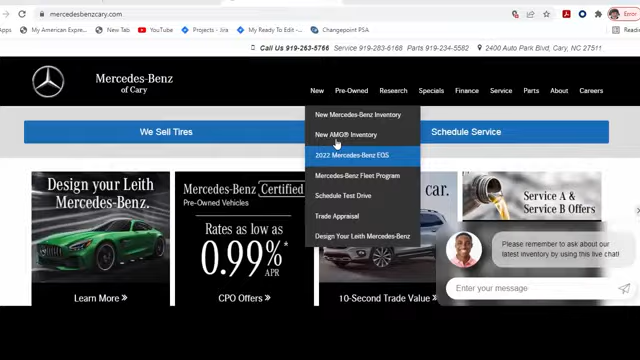 mercedesbenzcary.com
Error
My American Expre...
New Tab
YouTube
Projects / Setup
My Ready To Edit -...
Changepoint PSA
Call Us 919-263-5766 Service 919-283-6168 Parts 919-234-5582 2400 Auto Park Blvd, Cary, NC 27511
Mercedes-Benz
of Cary
New Pre-Owned Research Specials Finance Service Parts About Careers
New Mercedes-Benz Inventory
New AMG® Inventory
2022 Mercedes-Benz EQS
Mercedes-Benz Fleet Program
Schedule Test Drive
Trade Appraisal
Design Your Leith Mercedes-Benz
We Sell Tires
Schedule Service
Design your Leith
Mercedes-Benz.
Learn More »
Mercedes-Benz Certified
Pre-Owned Vehicles
Rates as low as
0.99%*
APR
CPO Offers »
car.
10-Second Trade Value »
Service A &
Service B Offers
Please remember to ask about our
latest inventory by using this live chat!
Enter your message